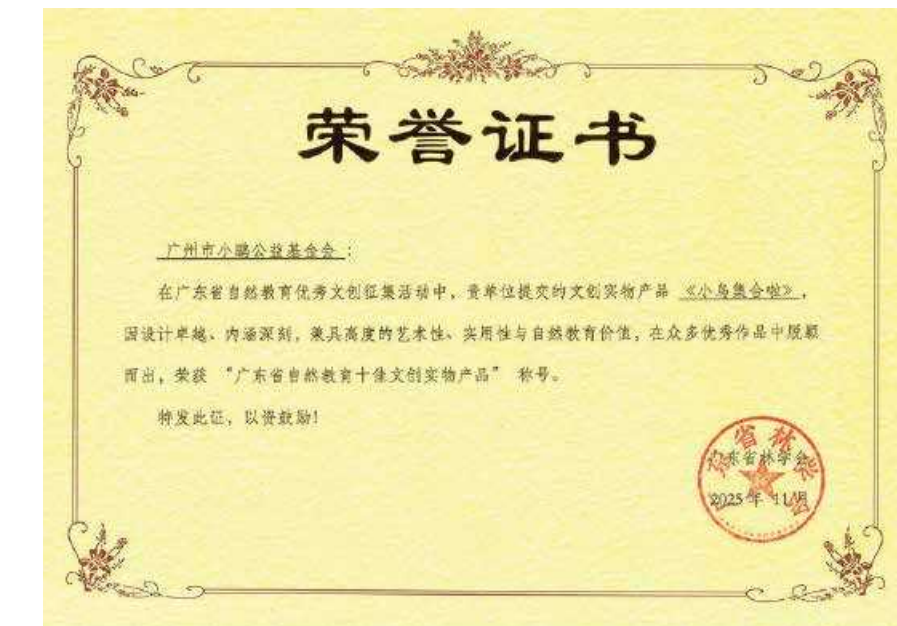 荣誉证书
广州市小鹏公益基金会:
在广东省自然教育优秀文创征集活动中,贵单位提交的文创实物产品 《小鸟集合啦》,
因设计卓越、内涵深刻,兼具高度的艺术性、实用性与自然教育价值,在众多优秀作品中脱颖
而出,荣获 “广东省自然教育十佳文创实物产品” 称号。
特发此证,以资鼓励!
广东省林学会
2025年 11月